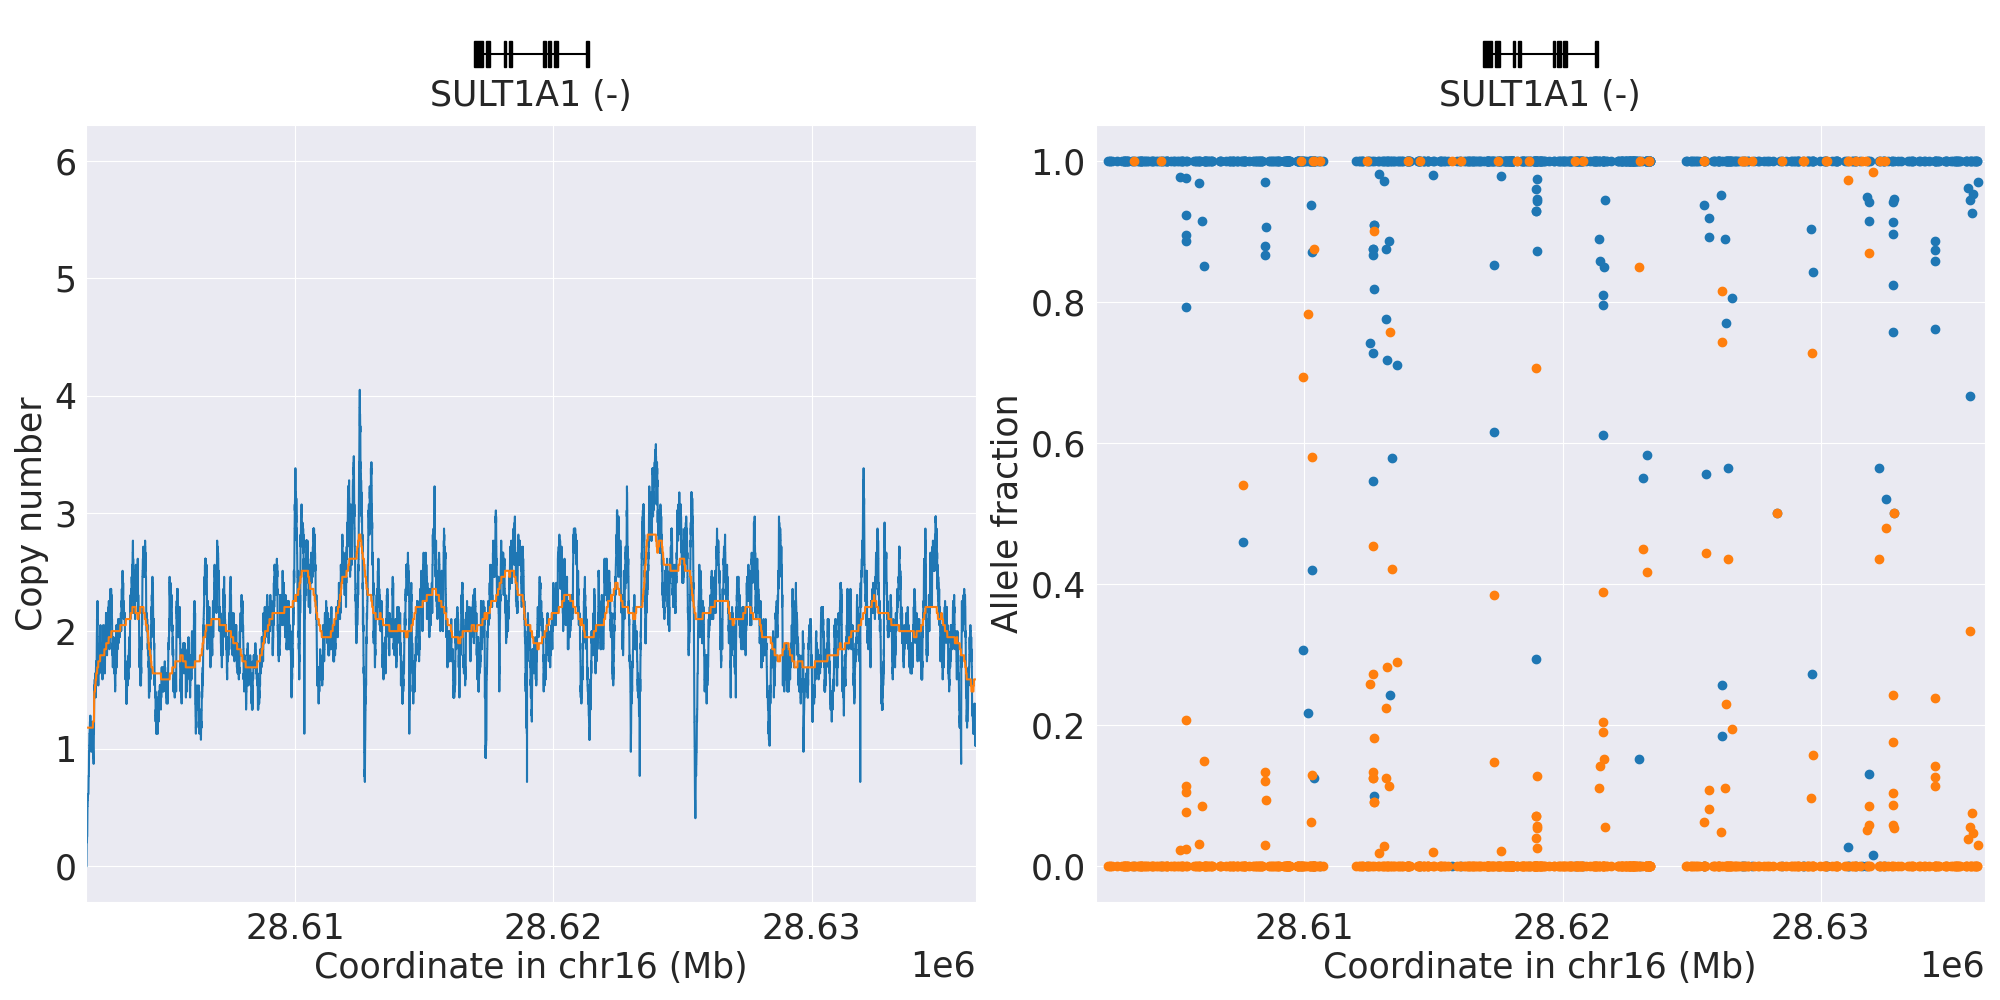 SULT1A1 (-)
Copy number
6
5
4
3
2
1
0
28.61
28.62
28.63
Coordinate in chr16 (Mb)
1e6
SULT1A1 (-)
Allele fraction
1.0
0.8
0.6
0.4
0.2
0.0
28.61
28.62
28.63
Coordinate in chr16 (Mb)
1e6